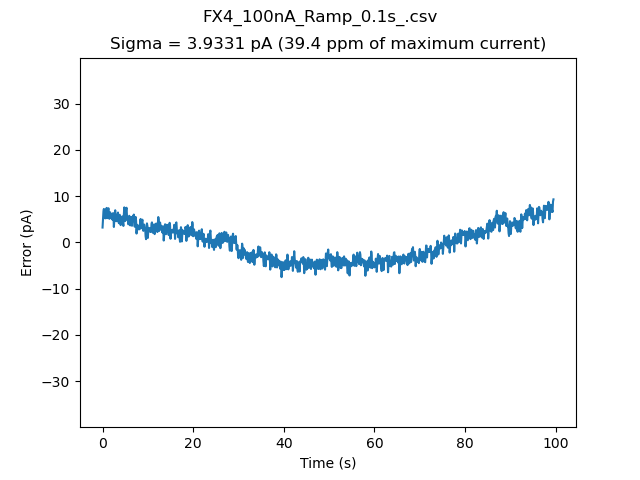 FX4_100nA_Ramp_0.1s_.csv
Sigma = 3.9331 pA (39.4 ppm of maximum current)
30
20
10
0
−10
−20
−30
Error (pA)
0 20 40 60 80 100
Time (s)